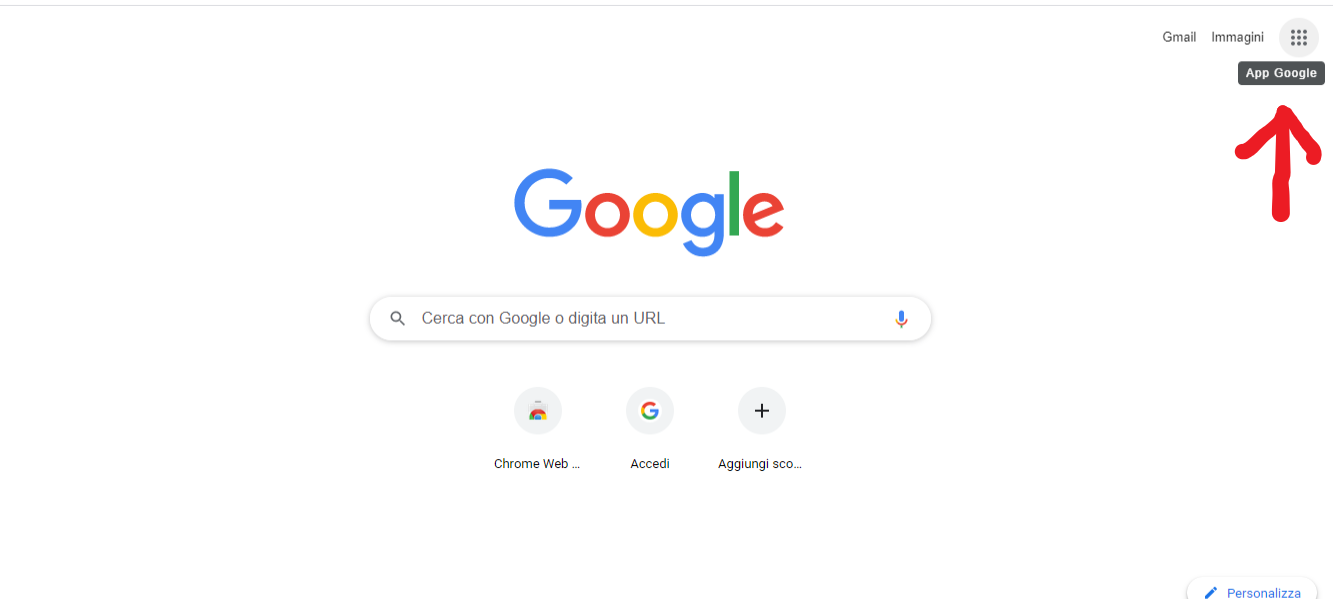 Gmail Immagini
App Google
Google
Cerca con Google o digita un URL
Chrome Web ... Accedi Aggiungi sco...
Personalizza